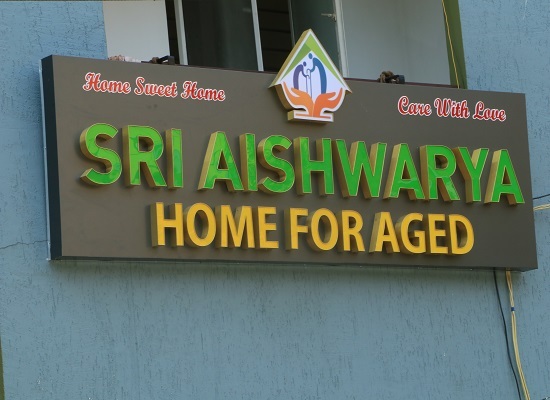 Home Sweet Home
Care With Love
SRI AISHWARYA
HOME FOR AGED